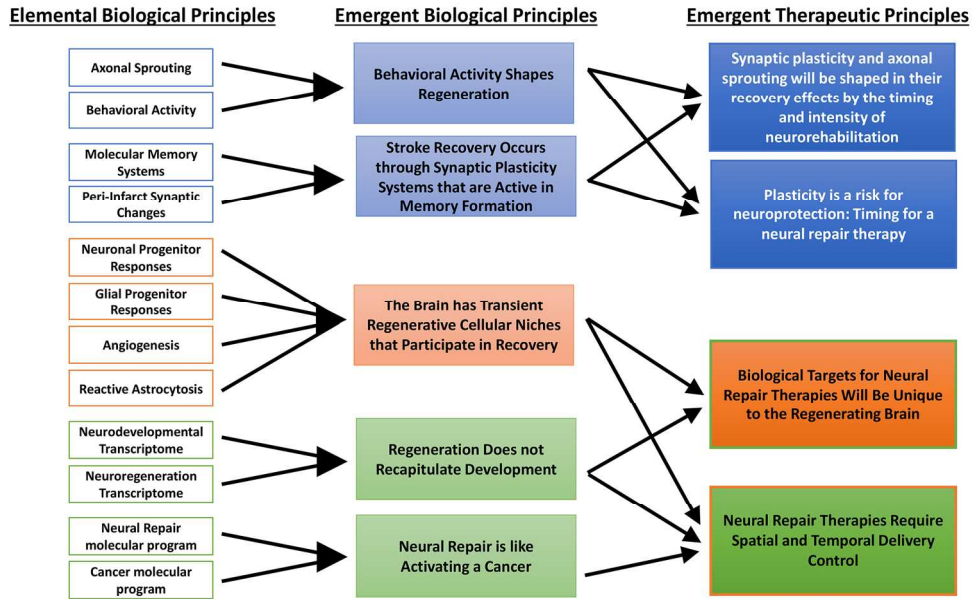 Elemental Biological Principles
Axonal Sprouting
Behavioral Activity
Molecular Memory
Systems
Peri-Infarct Synaptic
Changes
Neuronal Progenitor
Responses
Glial Progenitor
Responses
Angiogenesis
Reactive Astrocytosis
Neurodevelopmental
Transcriptome
Neuroregeneration
Transcriptome
Neural Repair
molecular program
Cancer molecular
program
Emergent Biological Principles
Behavioral Activity Shapes
Regeneration
Stroke Recovery Occurs
through Synaptic Plasticity
Systems that are Active in
Memory Formation
The Brain has Transient
Regenerative Cellular Niches
that Participate in Recovery
Regeneration Does not
Recapitulate Development
Neural Repair is like
Activating a Cancer
Emergent Therapeutic Principles
Synaptic plasticity and axonal
sprouting will be shaped in their
recovery effects by the timing
and intensity of
neurorehabilitation
Plasticity is a risk for
neuroprotection: Timing for a
neural repair therapy
Biological Targets for Neural
Repair Therapies Will Be Unique
to the Regenerating Brain
Neural Repair Therapies Require
Spatial and Temporal Delivery
Control